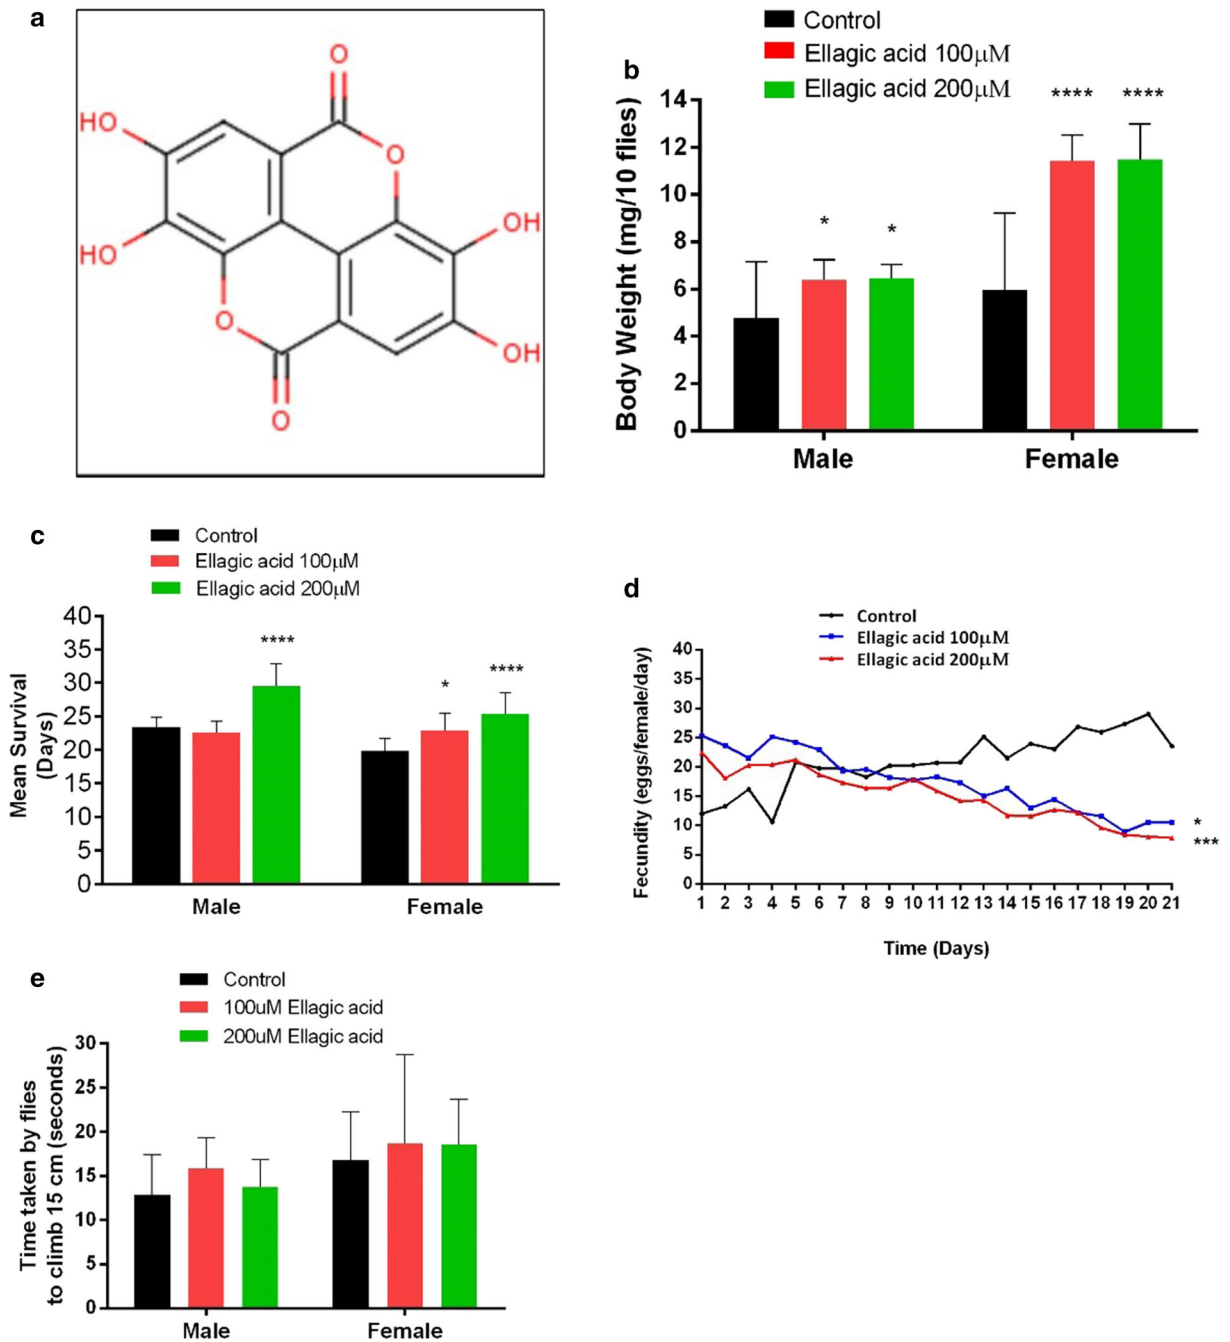 a
O
HO
O
HO
OH
O
OH
O
b
Control
Ellagic acid 100μM
Ellagic acid 200μM
Body Weight (mg/10 flies)
14
12
10
8
6
4
2
0
* * **** ****
Male Female
c
Control
Ellagic acid 100μM
Ellagic acid 200μM
Mean Survival
(Days)
40
35
30
25
20
15
10
5
0
**** * ****
Male Female
d
Control
Ellagic acid 100μM
Ellagic acid 200μM
Fecundity (eggs/female/day)
40
35
30
25
20
15
10
5
0
*
***
1 2 3 4 5 6 7 8 9 10 11 12 13 14 15 16 17 18 19 20 21
Time (Days)
e
Control
100uM Ellagic acid
200uM Ellagic acid
Time taken by flies
to climb 15 cm (seconds)
30
25
20
15
10
5
0
Male Female